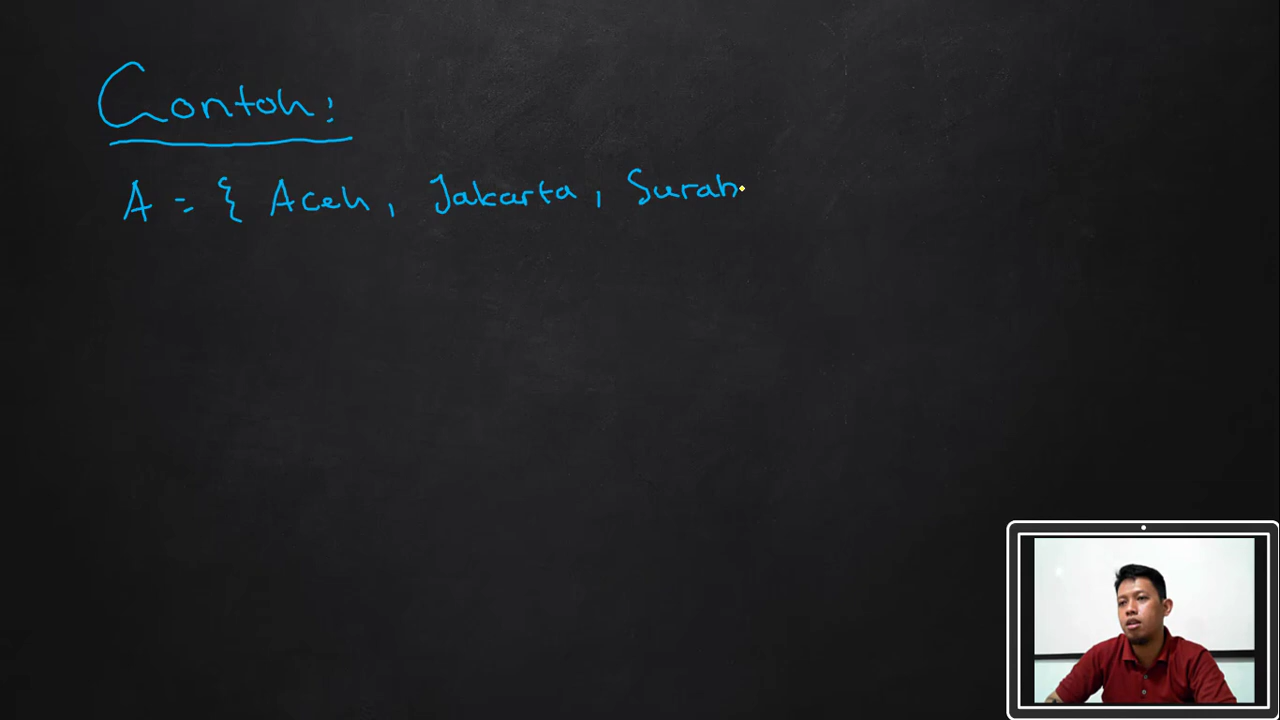 Contoh:
A = { Aceh, Jakarta, Surab